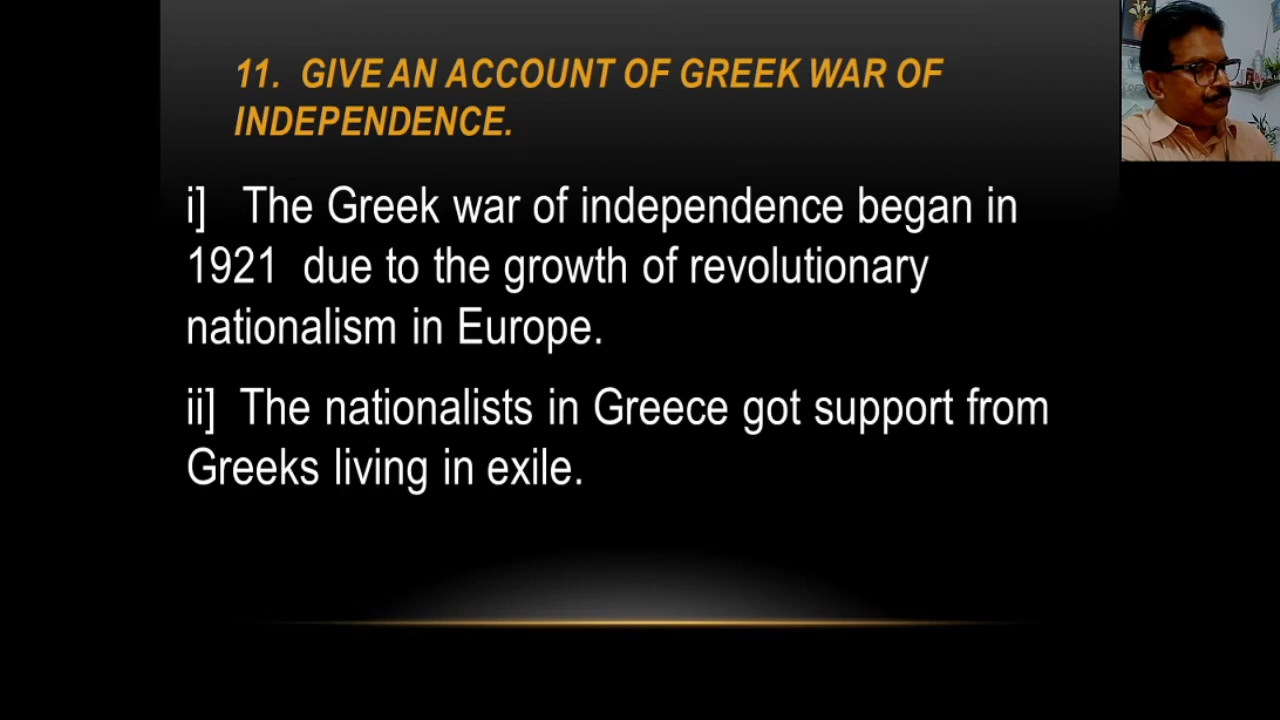 11. GIVE AN ACCOUNT OF GREEK WAR OF
INDEPENDENCE.
i] The Greek war of independence began in
1921 due to the growth of revolutionary
nationalism in Europe.
ii] The nationalists in Greece got support from
Greeks living in exile.